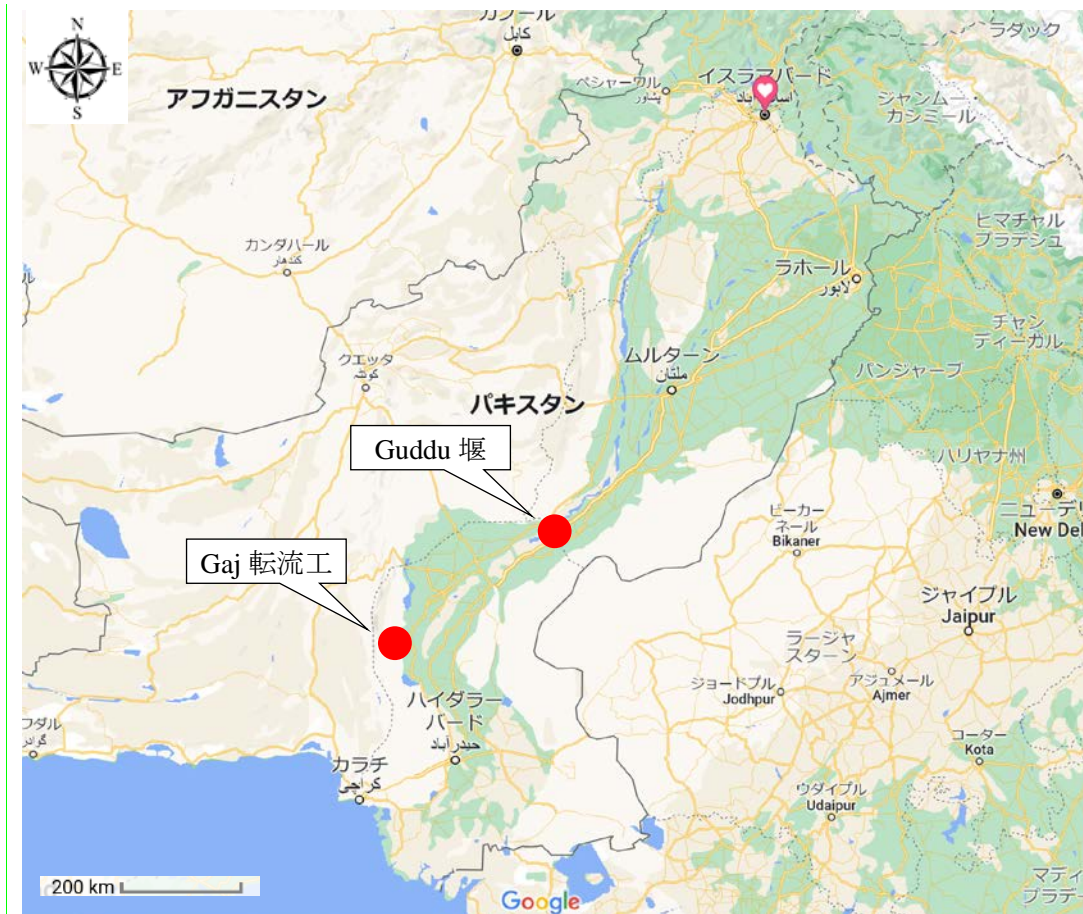 N
W E
S
カブール
کابل
ラダック
アフガニスタン
ペシャーワル
پشاور
イスラマバード
ジャンムー・
カシミール
ヒマチャル
プラデシュ
カンダハール
کندهار
ラホール
لاہور
チャン
ディーガル
クエッタ
کوئٹہ
ムルターン
ملتان
パンジャーブ
パキスタン
Guddu 堰
ハリヤナ州
ビーカー
ネール
Bikaner
ニューデリ
New Del
Gaj 転流工
ジャイプル
Jaipur
ラージャ
スターン
ジョードプル
Jodhpur
アジュメール
Ajmer
ハイダラー
バード
حیدرآباد
フダル
گوادر
コーター
Kota
カラチ
کراچی
ウダイプル
Udaipur
マディ
プラデー
200 km
Google